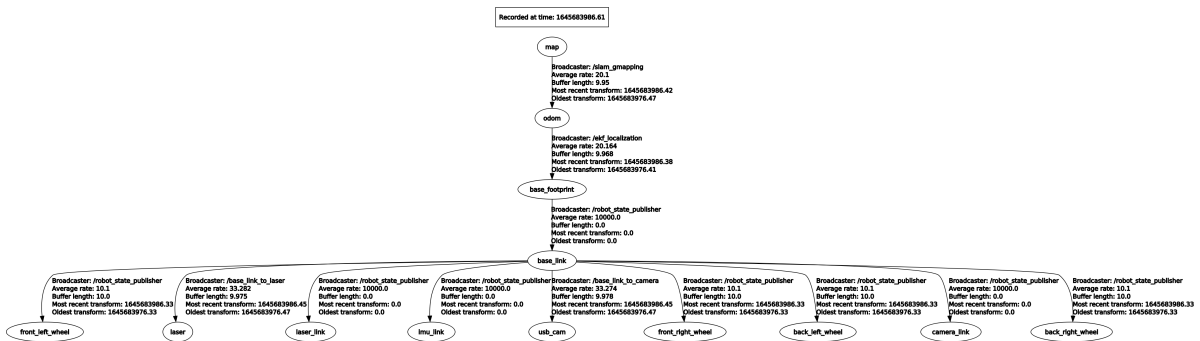 Recorded at time: 1645683986.61
map
Broadcaster: /slam_gmapping
Average rate: 20.1
Buffer length: 9.95
Most recent transform: 1645683986.42
Oldest transform: 1645683976.47
odom
Broadcaster: /ekf_localization
Average rate: 20.164
Buffer length: 9.968
Most recent transform: 1645683986.38
Oldest transform: 1645683976.41
base_footprint
Broadcaster: /robot_state_publisher
Average rate: 10000.0
Buffer length: 0.0
Most recent transform: 0.0
Oldest transform: 0.0
base_link
Broadcaster: /robot_state_publisher
Average rate: 10.1
Buffer length: 10.0
Most recent transform: 1645683986.33
Oldest transform: 1645683976.33
Broadcaster: /base_link_to_laser
Average rate: 33.282
Buffer length: 9.975
Most recent transform: 1645683986.45
Oldest transform: 1645683976.47
Broadcaster: /robot_state_publisher
Average rate: 10000.0
Buffer length: 0.0
Most recent transform: 0.0
Oldest transform: 0.0
Broadcaster: /robot_state_publisher
Average rate: 10000.0
Buffer length: 0.0
Most recent transform: 0.0
Oldest transform: 0.0
Broadcaster: /base_link_to_camera
Average rate: 33.274
Buffer length: 9.978
Most recent transform: 1645683986.45
Oldest transform: 1645683976.47
Broadcaster: /robot_state_publisher
Average rate: 10.1
Buffer length: 10.0
Most recent transform: 1645683986.33
Oldest transform: 1645683976.33
Broadcaster: /robot_state_publisher
Average rate: 10.1
Buffer length: 10.0
Most recent transform: 1645683986.33
Oldest transform: 1645683976.33
Broadcaster: /robot_state_publisher
Average rate: 10000.0
Buffer length: 0.0
Most recent transform: 0.0
Oldest transform: 0.0
Broadcaster: /robot_state_publisher
Average rate: 10.1
Buffer length: 10.0
Most recent transform: 1645683986.33
Oldest transform: 1645683976.33
front_left_wheel
laser
laser_link
imu_link
usb_cam
front_right_wheel
back_left_wheel
camera_link
back_right_wheel